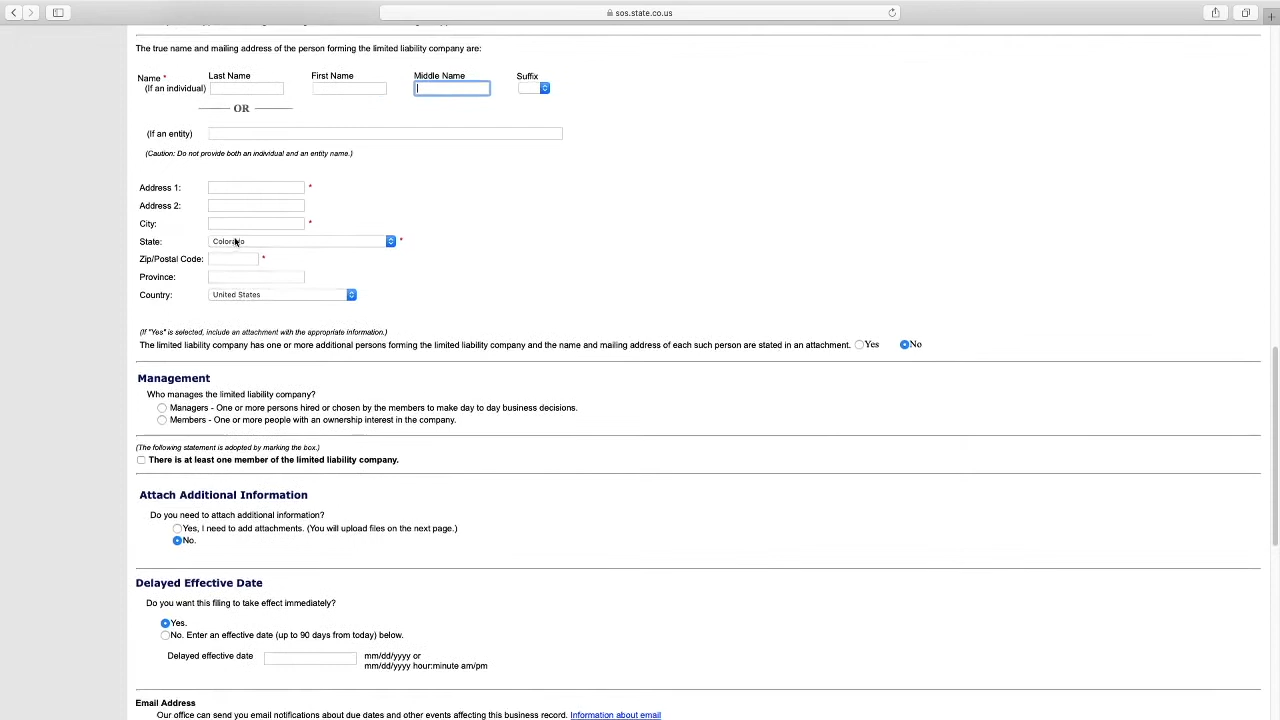 sos.state.co.us
The true name and mailing address of the person forming the limited liability company are:
Last Name First Name Middle Name Suffix
Name *
(If an individual)
OR
(If an entity)
(Caution: Do not provide both an individual and an entity name.)
Address 1: *
Address 2:
City: *
State: Colorado *
Zip/Postal Code: *
Province:
Country: United States
(If "Yes" is selected, include an attachment with the appropriate information.)
The limited liability company has one or more additional persons forming the limited liability company and the name and mailing address of each such person are stated in an attachment. Yes No
Management
Who manages the limited liability company?
Managers - One or more persons hired or chosen by the members to make day to day business decisions.
Members - One or more people with an ownership interest in the company.
(The following statement is adopted by marking the box.)
There is at least one member of the limited liability company.
Attach Additional Information
Do you need to attach additional information?
Yes, I need to add attachments. (You will upload files on the next page.)
No.
Delayed Effective Date
Do you want this filing to take effect immediately?
Yes.
No. Enter an effective date (up to 90 days from today) below.
Delayed effective date mm/dd/yyyy or
mm/dd/yyyy hour:minute am/pm
Email Address
Our office can send you email notifications about due dates and other events affecting this business record. Information about email